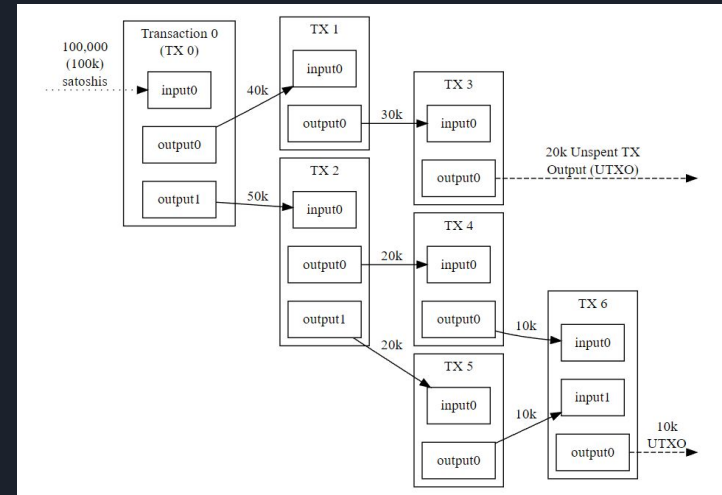 100,000
(100k)
satoshis
Transaction 0
(TX 0)
input0
output0
output1
40k
50k
TX 1
input0
output0
30k
TX 2
input0
output0
output1
20k
20k
TX 3
input0
output0
20k Unspent TX
Output (UTXO)
TX 4
input0
output0
10k
TX 5
input0
output0
10k
TX 6
input0
input1
output0
10k
UTXO